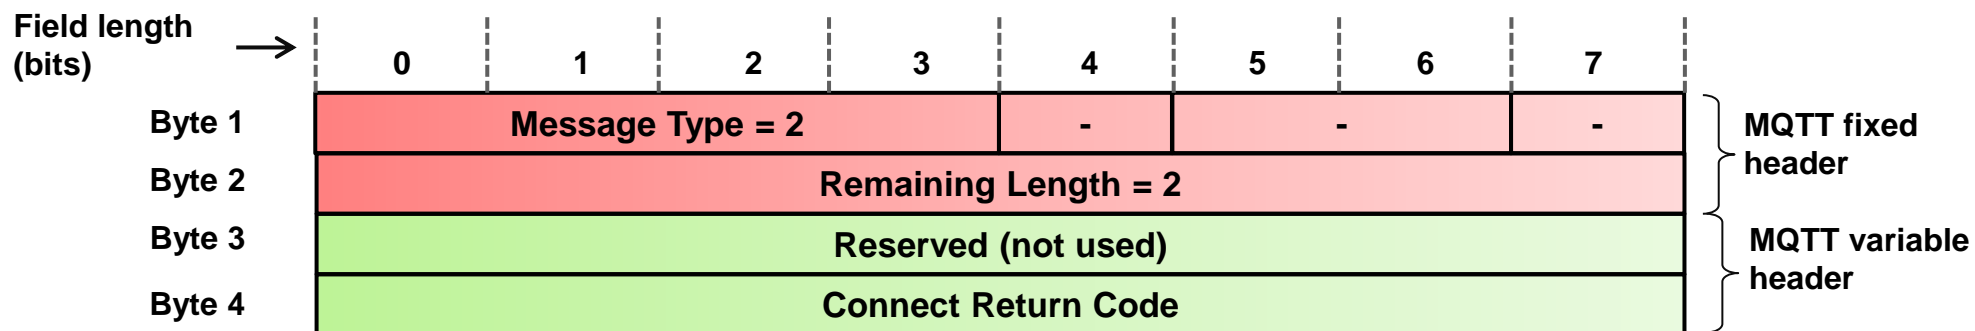 Field length
(bits)
0 1 2 3 4 5 6 7
Byte 1
Message Type = 2 - - -
MQTT fixed
header
Byte 2
Remaining Length = 2
Byte 3
Reserved (not used)
MQTT variable
header
Byte 4
Connect Return Code